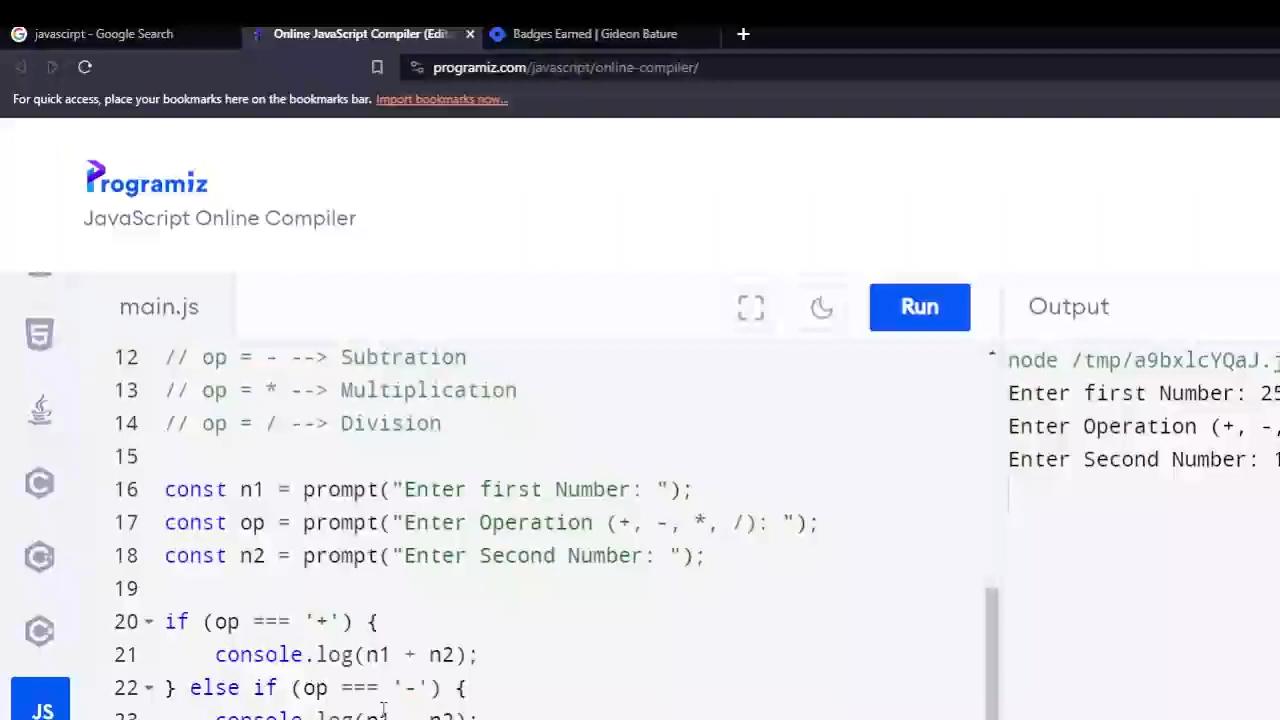 javascirpt - Google Search
Online JavaScript Compiler (Edit
Badges Earned | Gideon Bature
programiz.com/javascript/online-compiler/
For quick access, place your bookmarks here on the bookmarks bar. Import bookmarks now...
Programiz
JavaScript Online Compiler
main.js
Run
Output
12 // op = - --> Subtration
13 // op = * --> Multiplication
14 // op = / --> Division
15
16 const n1 = prompt("Enter first Number: ");
17 const op = prompt("Enter Operation (+, -, *, /): ");
18 const n2 = prompt("Enter Second Number: ");
19
20 if (op === '+') {
21 console.log(n1 + n2);
22 } else if (op === '-') {
23 console.log(n1 - n2);
JS
node /tmp/a9bxlcYQaJ.j
Enter first Number: 25
Enter Operation (+, -,
Enter Second Number: 1